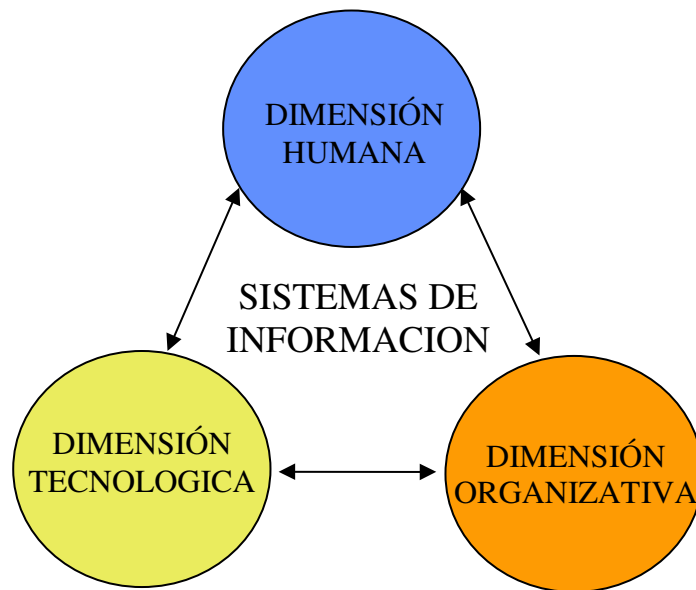 DIMENSIÓN
HUMANA
SISTEMAS DE
INFORMACION
DIMENSIÓN
TECNOLOGICA
DIMENSIÓN
ORGANIZATIVA